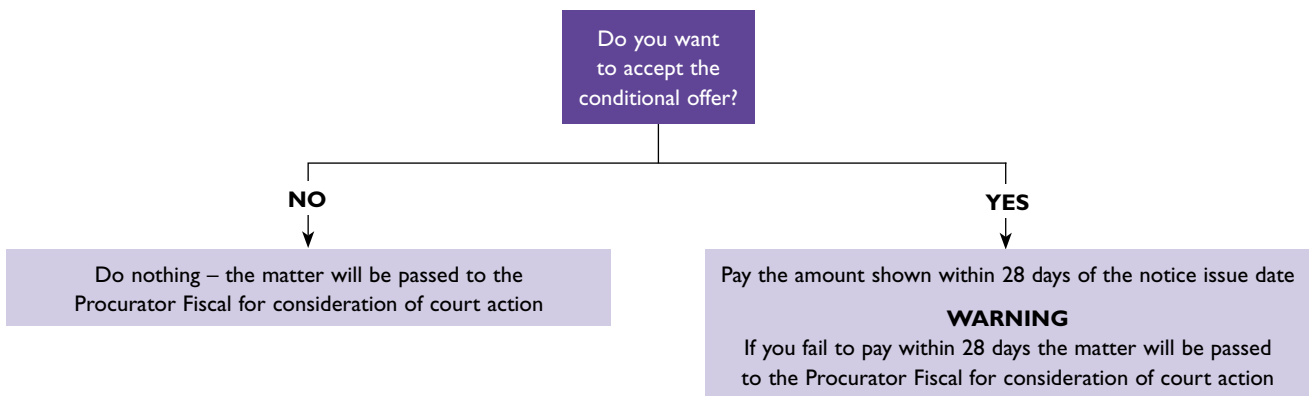 Do you want
to accept the
conditional offer?
NO
Do nothing – the matter will be passed to the
Procurator Fiscal for consideration of court action
YES
Pay the amount shown within 28 days of the notice issue date
WARNING
If you fail to pay within 28 days the matter will be passed
to the Procurator Fiscal for consideration of court action